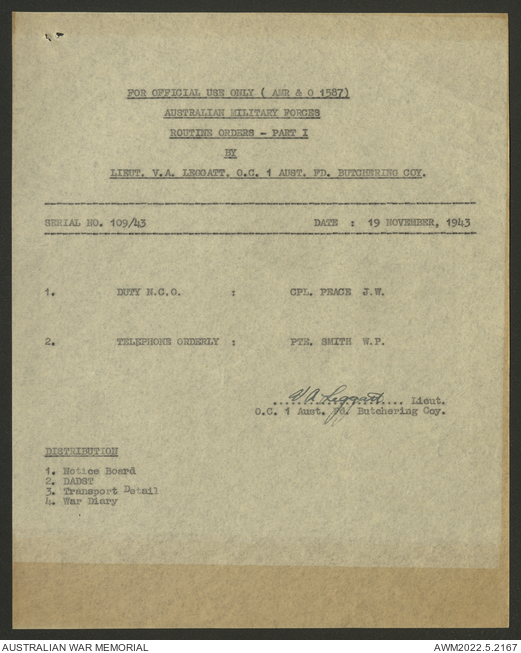 FOR OFFICIAL USE ONLY ( AMR & O 1587)
AUSTRALIAN MILITARY FORCES
ROUTINE ORDERS - PART I
BY
LIEUT. V.A. LEGGATT, O.C. 1 AUST. FD. BUTCHERING COY.
SERIAL NO. 109/43 DATE : 19 NOVEMBER, 1943
1. DUTY N.C.O. : CPL. PEACE J.W.
2. TELEPHONE ORDERLY : PTE. SMITH W.P.
VA Leggatt Lieut.
O.C. 1 Aust. Fd. Butchering Coy.
DISTRIBUTION
1. Notice Board
2. DADST
3. Transport Detail
4. War Diary
AUSTRALIAN WAR MEMORIAL AWM2022.5.2167